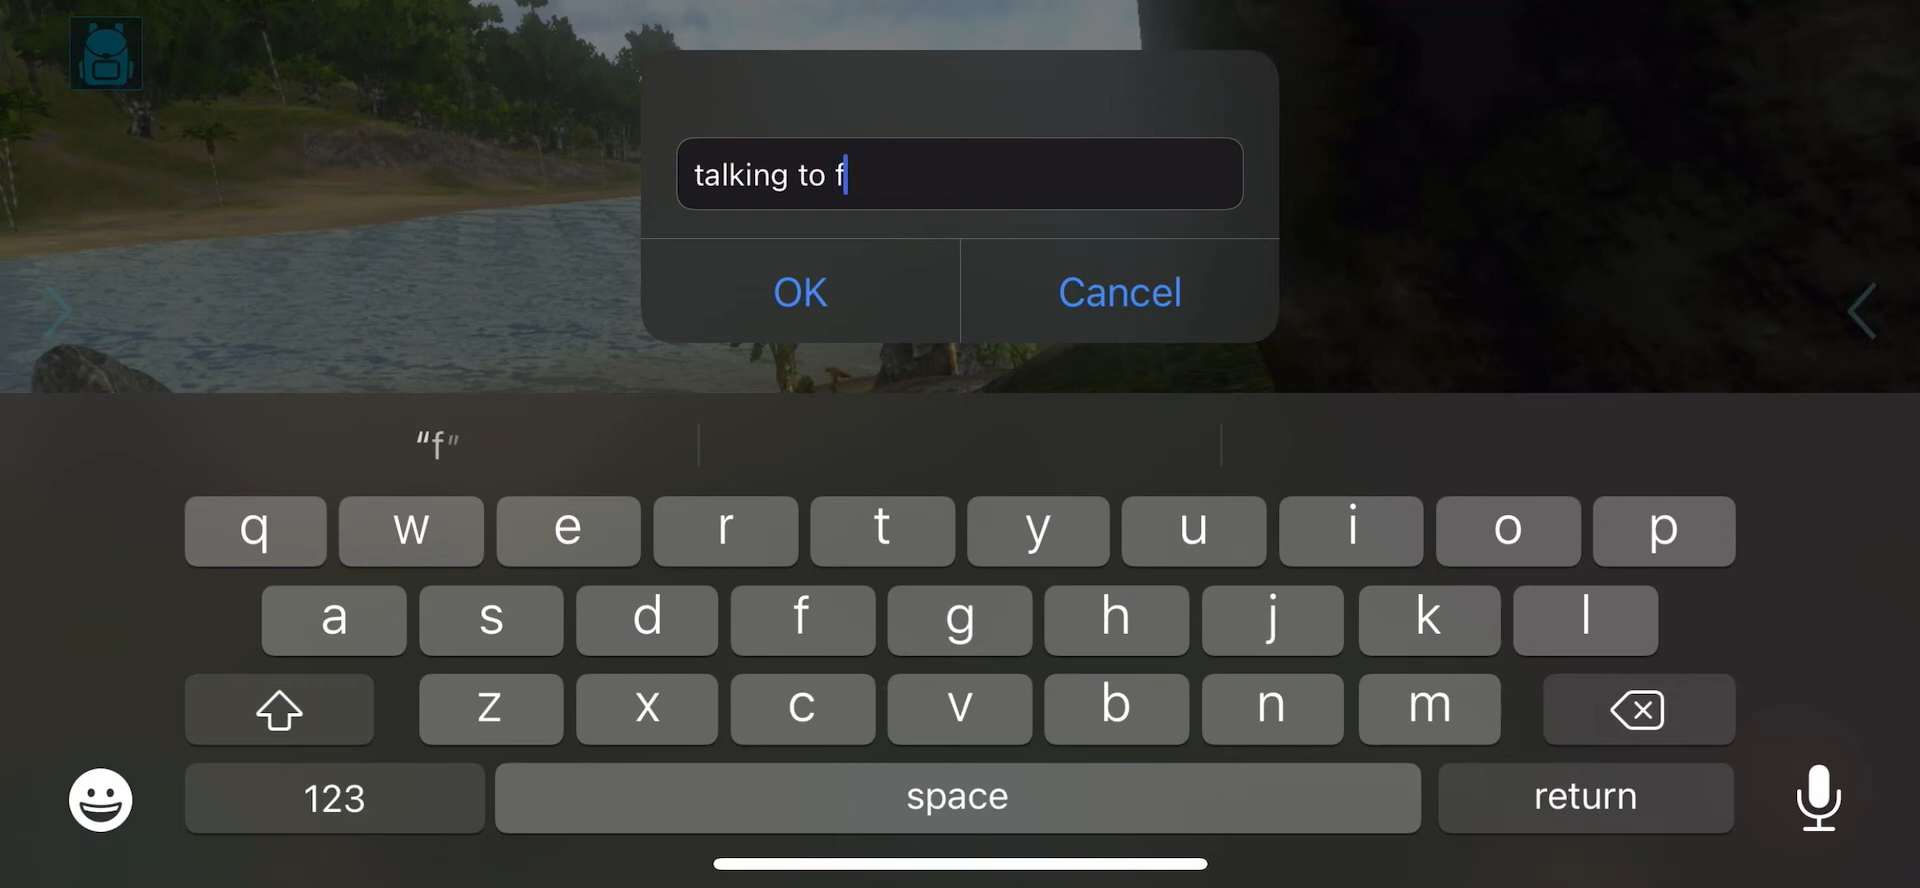 talking to f
OK Cancel
“f”
q w e r t y u i o p
a s d f g h j k l
z x c v b n m
123 space return